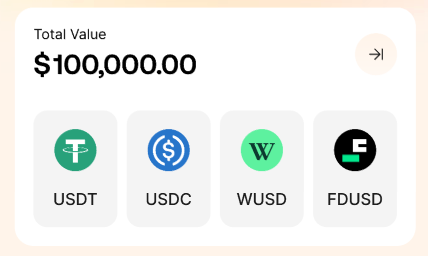 Total Value
$100,000.00
USDT USDC WUSD FDUSD